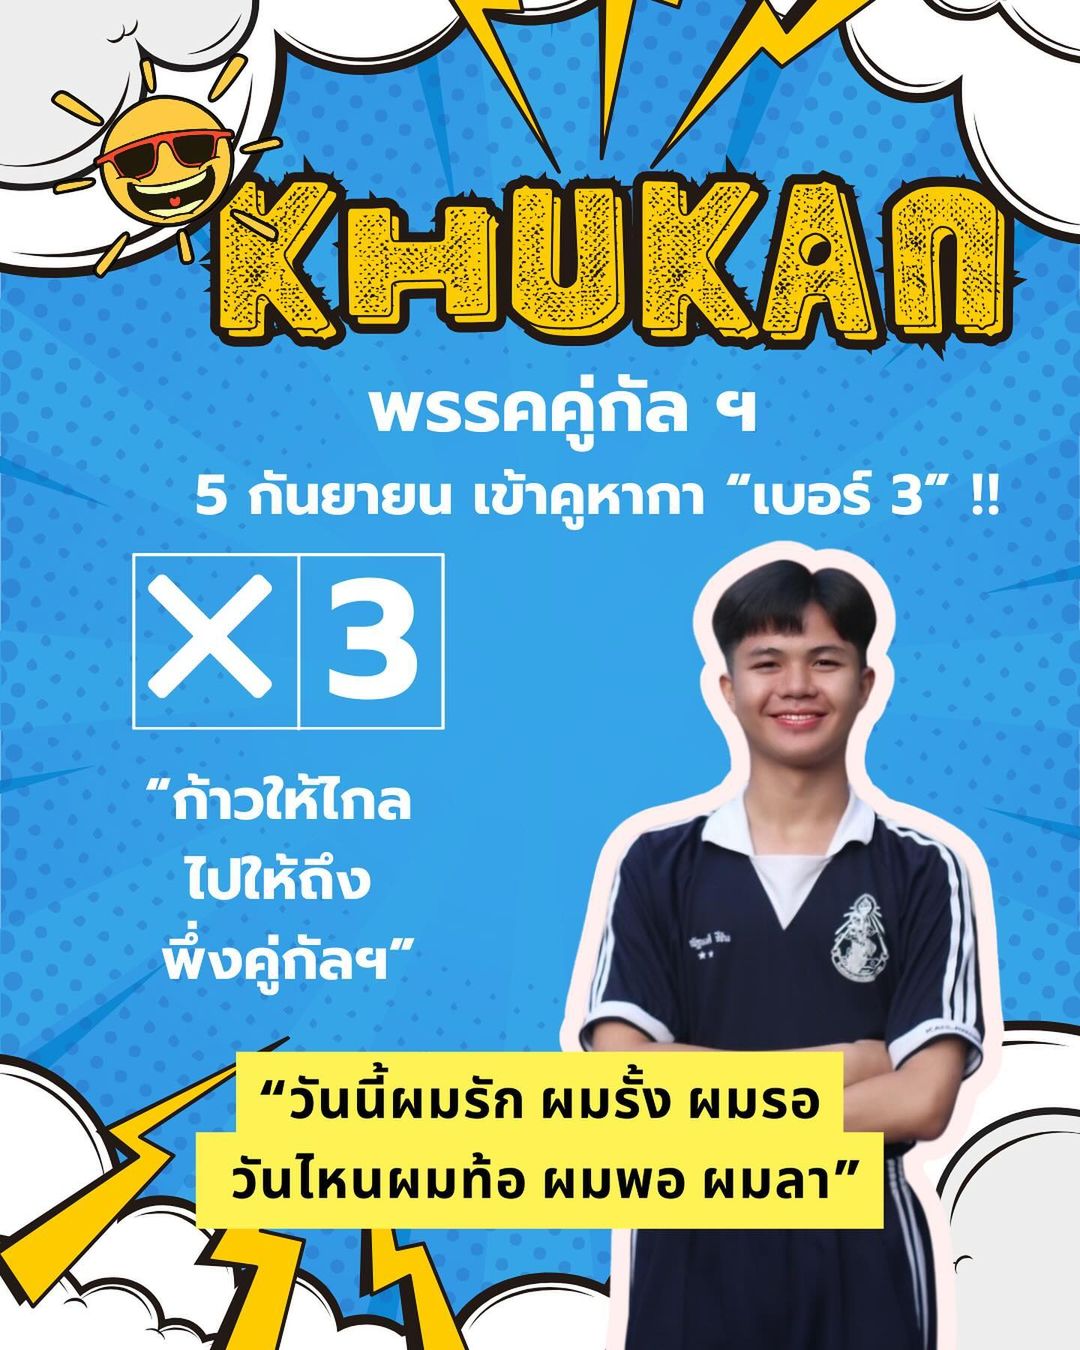 KHUKAN
พรรคคู่กัล ฯ
5 กันยายน เข้าคูหากา “เบอร์ 3” !!
X 3
“ก้าวให้ไกล
ไปให้ถึง
พึ่งคู่กัลฯ”
“วันนี้ผมรัก ผมรั้ง ผมรอ
วันไหนผมท้อ ผมพอ ผมลา”